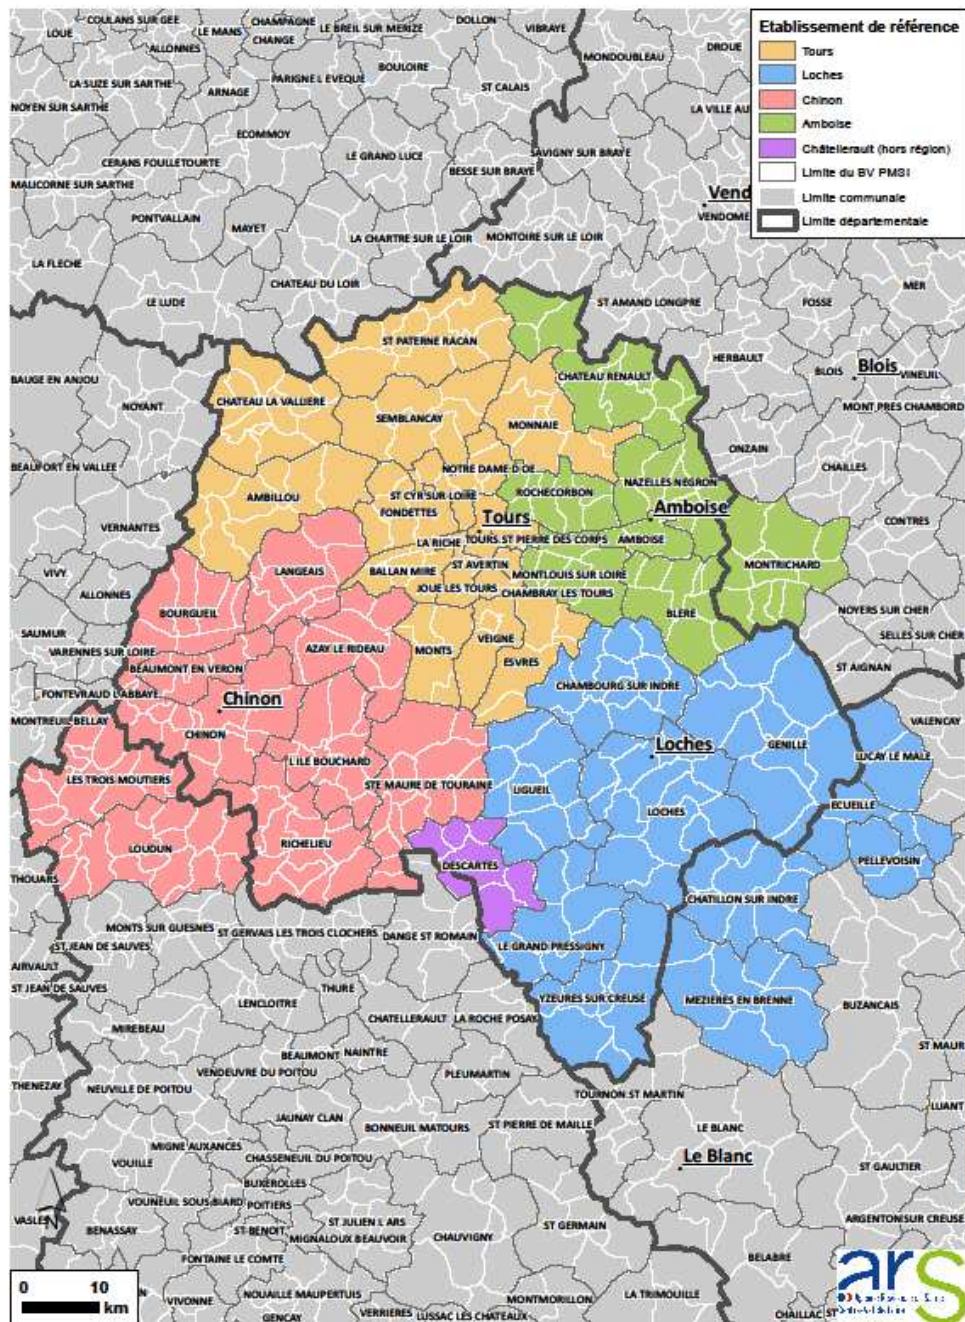 COULANS SUR GEE
CHAMPAGNE
DOLLON
LOUE
LE MANS
CHANGE
LE BREIL SUR MERIZE
VIBRAYE
ALLONNES
MONDOUBLEAU
DROUE
BOULOIRE
LA SUZE SUR SARTHE
PARIGNE L EVEQUE
ST CALAIS
ARNAGE
NOYEN SUR SARTHE
LA VILLE AU
ECOMMOY
CERANS FOULLETOURTE
LE GRAND LUCE
SAVIGNY SUR BRAYE
BESSE SUR BRAYE
MALICORNE SUR SARTHE
Vend
PONTVALLAIN
MAYET
VENDOME
LA CHARTRE SUR LE LOIR
MONTOIRE SUR LE LOIR
LA FLECHE
CHATEAU DU LOIR
LE LUDE
ST AMAND LONGPRE
FOSSE
MER
Etablissement de référence
Tours
Loches
Chinon
Amboise
Châtellerault (hors région)
Limite du BV PMSI
Limite communale
Limite départementale
ST PATERNE RACAN
HERBAULT
BLOIS
Blois
VINEUIL
BAUGE EN ANJOU
NOYANT
CHATEAU LA VALLIERE
CHATEAU RENAULT
SEMBLANCAY
MONNAIE
MONT PRES CHAMBORD
ONZAIN
CHAILLES
BEAUFORT EN VALLEE
NOTRE DAME D OE
AMBILLOU
ST CYR SUR LOIRE
ROCHECORBON
NAZELLES NEGRON
FONDETTES
Tours
Amboise
VERNANTES
CONTRES
LA RICHE
TOURS
ST PIERRE DES CORPS
AMBOISE
VIVY
LANGEAIS
BALLAN MIRE
ST AVERTIN
MONTLOUIS SUR LOIRE
MONTRICHARD
ALLONNES
JOUE LES TOURS
CHAMBRAY LES TOURS
BOURGUEIL
BLERE
NOYERS SUR CHER
SAUMUR
SELLES SUR CHER
VARENNES SUR LOIRE
AZAY LE RIDEAU
MONTS
VEIGNE
ESVRES
BEAUMONT EN VERON
ST AIGNAN
FONTEVRAUD L ABBAYE
CHAMBOURG SUR INDRE
Chinon
MONTREUIL BELLAY
VALENCAY
CHINON
Loches
GENILLE
LUCAY LE MALE
L ILE BOUCHARD
LES TROIS MOUTIERS
STE MAURE DE TOURAINE
LIGUEIL
LOCHES
ECUEILLE
LOUDUN
RICHELIEU
DESCARTES
PELLEVOISIN
THOUARS
CHATILLON SUR INDRE
MONTS SUR GUESNES
ST GERVAIS LES TROIS CLOCHERS
DANGE ST ROMAIN
ST JEAN DE SAUVES
LE GRAND PRESSIGNY
AIRVAULT
ST JEAN DE SAUVES
THURE
LENCLOITRE
YZEURES SUR CREUSE
MEZIERES EN BRENNE
BUZANCAIS
MIREBEAU
CHATELLERAULT
LA ROCHE POSAY
ST MAUR
BEAUMONT
NAINTRE
VENDEUVRE DU POITOU
PLEUMARTIN
THENEZAY
NEUVILLE DE POITOU
TOURNON ST MARTIN
LUANT
JAUNAY CLAN
BONNEUIL MATOURS
ST PIERRE DE MAILLE
LE BLANC
MIGNE AUXANCES
Le Blanc
VOUILLE
CHASSENEUIL DU POITOU
ST GAULTIER
BUXEROLLES
VOUNEUIL SOUS BIARD
POITIERS
VASLES
N
BENASSAY
ST BENOIT
ST JULIEN L ARS
MIGNALOUX BEAUVOIR
CHAUVIGNY
ST GERMAIN
ARGENTON SUR CREUSE
FONTAINE LE COMTE
BELABRE
0 10
km
VIVONNE
NOUAILLE MAUPERTUIS
MONTMORILLON
LA TRIMOUILLE
GENCAY
VERRIERES
LUSSAC LES CHATEAUX
CHAILLAC
ST
ars